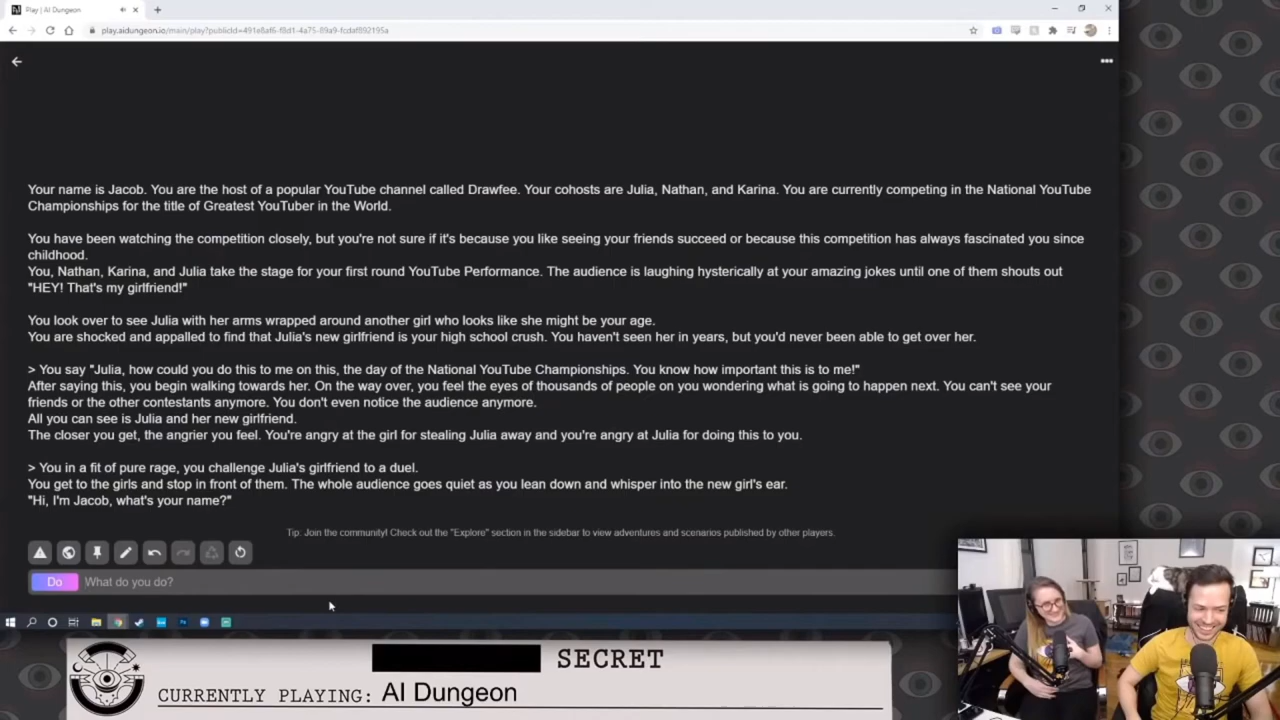 Play | AI Dungeon
play.aidungeon.io/main/play?publicId=491e8af6-f8d1-4a75-89a9-fcdaf892195a
Your name is Jacob. You are the host of a popular YouTube channel called Drawfee. Your cohosts are Julia, Nathan, and Karina. You are currently competing in the National YouTube
Championships for the title of Greatest YouTuber in the World.
You have been watching the competition closely, but you're not sure if it's because you like seeing your friends succeed or because this competition has always fascinated you since
childhood.
You, Nathan, Karina, and Julia take the stage for your first round YouTube Performance. The audience is laughing hysterically at your amazing jokes until one of them shouts out
"HEY! That's my girlfriend!"
You look over to see Julia with her arms wrapped around another girl who looks like she might be your age.
You are shocked and appalled to find that Julia's new girlfriend is your high school crush. You haven't seen her in years, but you'd never been able to get over her.
> You say "Julia, how could you do this to me on this, the day of the National YouTube Championships. You know how important this is to me!"
After saying this, you begin walking towards her. On the way over, you feel the eyes of thousands of people on you wondering what is going to happen next. You can't see your
friends or the other contestants anymore. You don't even notice the audience anymore.
All you can see is Julia and her new girlfriend.
The closer you get, the angrier you feel. You're angry at the girl for stealing Julia away and you're angry at Julia for doing this to you.
> You in a fit of pure rage, you challenge Julia's girlfriend to a duel.
You get to the girls and stop in front of them. The whole audience goes quiet as you lean down and whisper into the new girl's ear.
"Hi, I'm Jacob, what's your name?"
Tip: Join the community! Check out the "Explore" section in the sidebar to view adventures and scenarios published by other players.
Do What do you do?
SECRET
CURRENTLY PLAYING: AI Dungeon